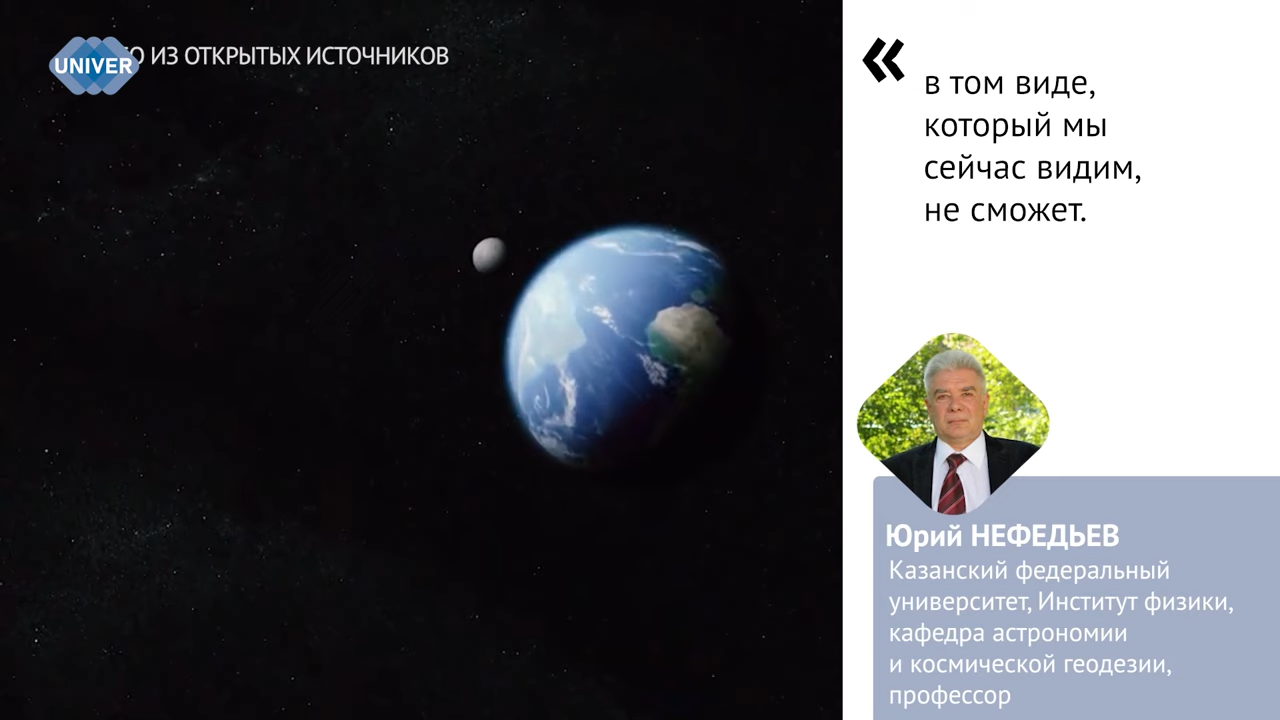 UNIVER
ИЗ ОТКРЫТЫХ ИСТОЧНИКОВ
«
в том виде,
который мы
сейчас видим,
не сможет.
Юрий НЕФЕДЬЕВ
Казанский федеральный
университет, Институт физики,
кафедра астрономии
и космической геодезии,
профессор